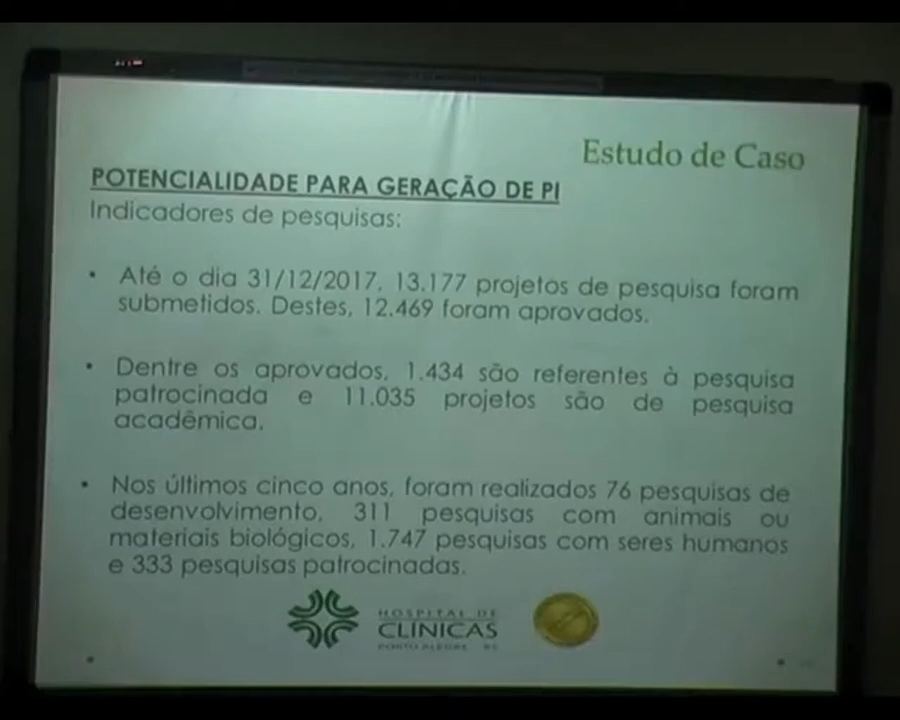 Estudo de Caso
POTENCIALIDADE PARA GERAÇÃO DE PI
Indicadores de pesquisas:
• Até o dia 31/12/2017, 13.177 projetos de pesquisa foram
submetidos. Destes, 12.469 foram aprovados.
• Dentre os aprovados, 1.434 são referentes à pesquisa
patrocinada e 11.035 projetos são de pesquisa
acadêmica.
• Nos últimos cinco anos, foram realizados 76 pesquisas de
desenvolvimento, 311 pesquisas com animais ou
materiais biológicos, 1.747 pesquisas com seres humanos
e 333 pesquisas patrocinadas.
HOSPITAL DE
CLÍNICAS
PORTO ALEGRE RS